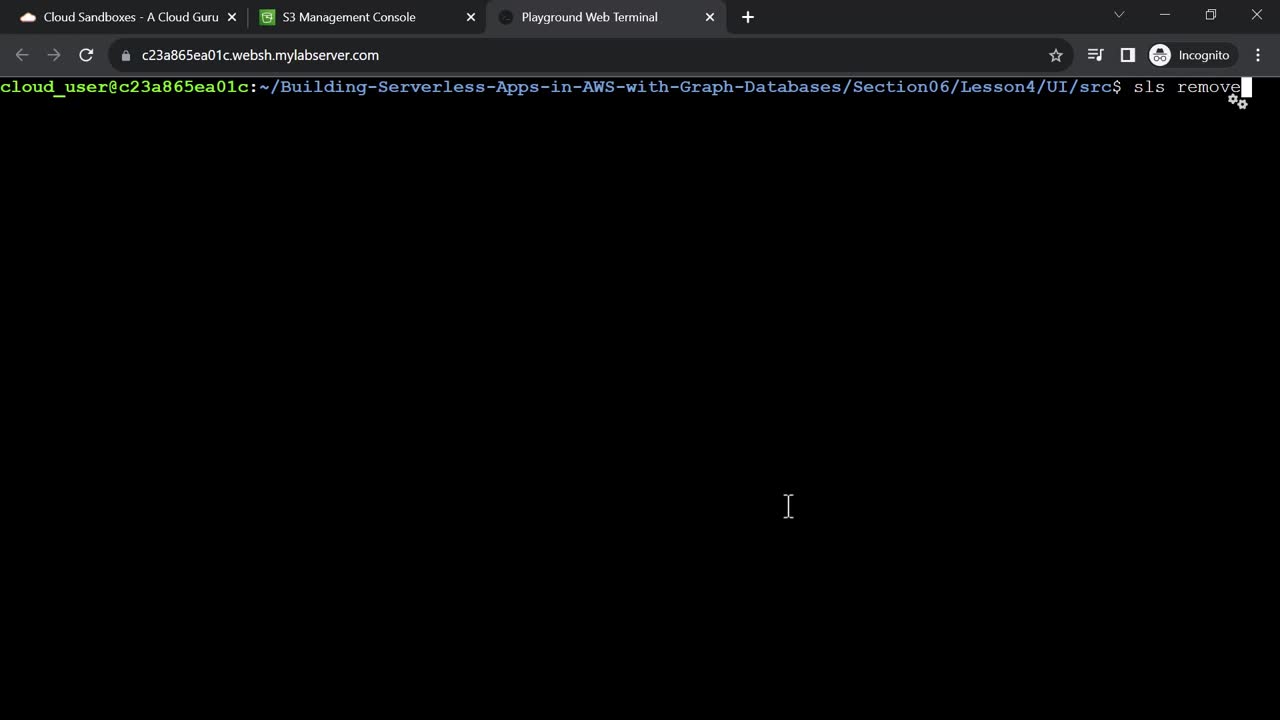 Cloud Sandboxes - A Cloud Guru
S3 Management Console
Playground Web Terminal
c23a865ea01c.websh.mylabserver.com
Incognito
cloud_user@c23a865ea01c:~/Building-Serverless-Apps-in-AWS-with-Graph-Databases/Section06/Lesson4/UI/src$ sls remove